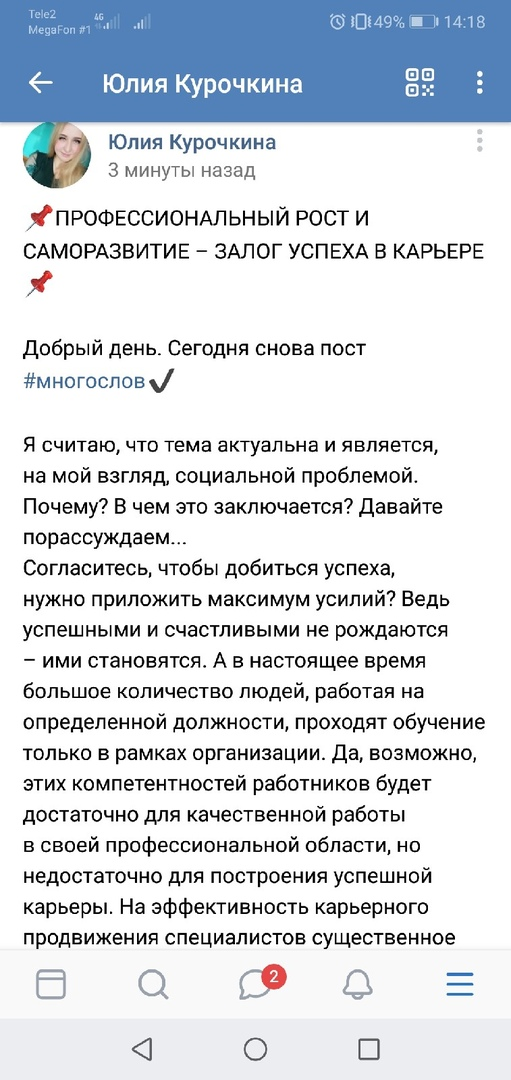 Tele2
MegaFon #1
4G
49%
14:18
Юлия Курочкина
Юлия Курочкина
3 минуты назад
📌ПРОФЕССИОНАЛЬНЫЙ РОСТ И
САМОРАЗВИТИЕ – ЗАЛОГ УСПЕХА В КАРЬЕРЕ
📌
Добрый день. Сегодня снова пост
#многослов✔
Я считаю, что тема актуальна и является,
на мой взгляд, социальной проблемой.
Почему? В чем это заключается? Давайте
порассуждаем...
Согласитесь, чтобы добиться успеха,
нужно приложить максимум усилий? Ведь
успешными и счастливыми не рождаются
– ими становятся. А в настоящее время
большое количество людей, работая на
определенной должности, проходят обучение
только в рамках организации. Да, возможно,
этих компетентностей работников будет
достаточно для качественной работы
в своей профессиональной области, но
недостаточно для построения успешной
карьеры. На эффективность карьерного
продвижения специалистов существенное
2